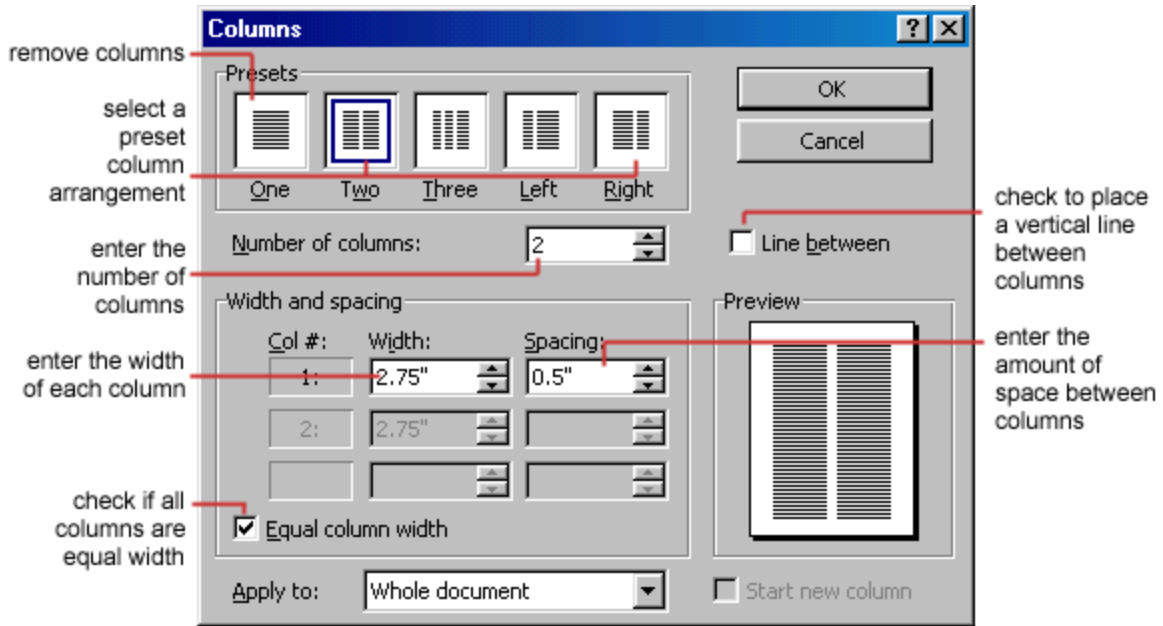 Columns
remove columns
Presets
OK
select a
preset
column
arrangement
Cancel
One
Two
Three
Left
Right
check to place
a vertical line
between
columns
enter the
number of
columns
Number of columns:
2
Line between
Width and spacing
Preview
Col #:
Width:
Spacing:
enter the
amount of
space between
columns
enter the width
of each column
1:
2.75"
0.5"
2:
2.75"
check if all
columns are
equal width
Equal column width
Apply to:
Whole document
Start new column